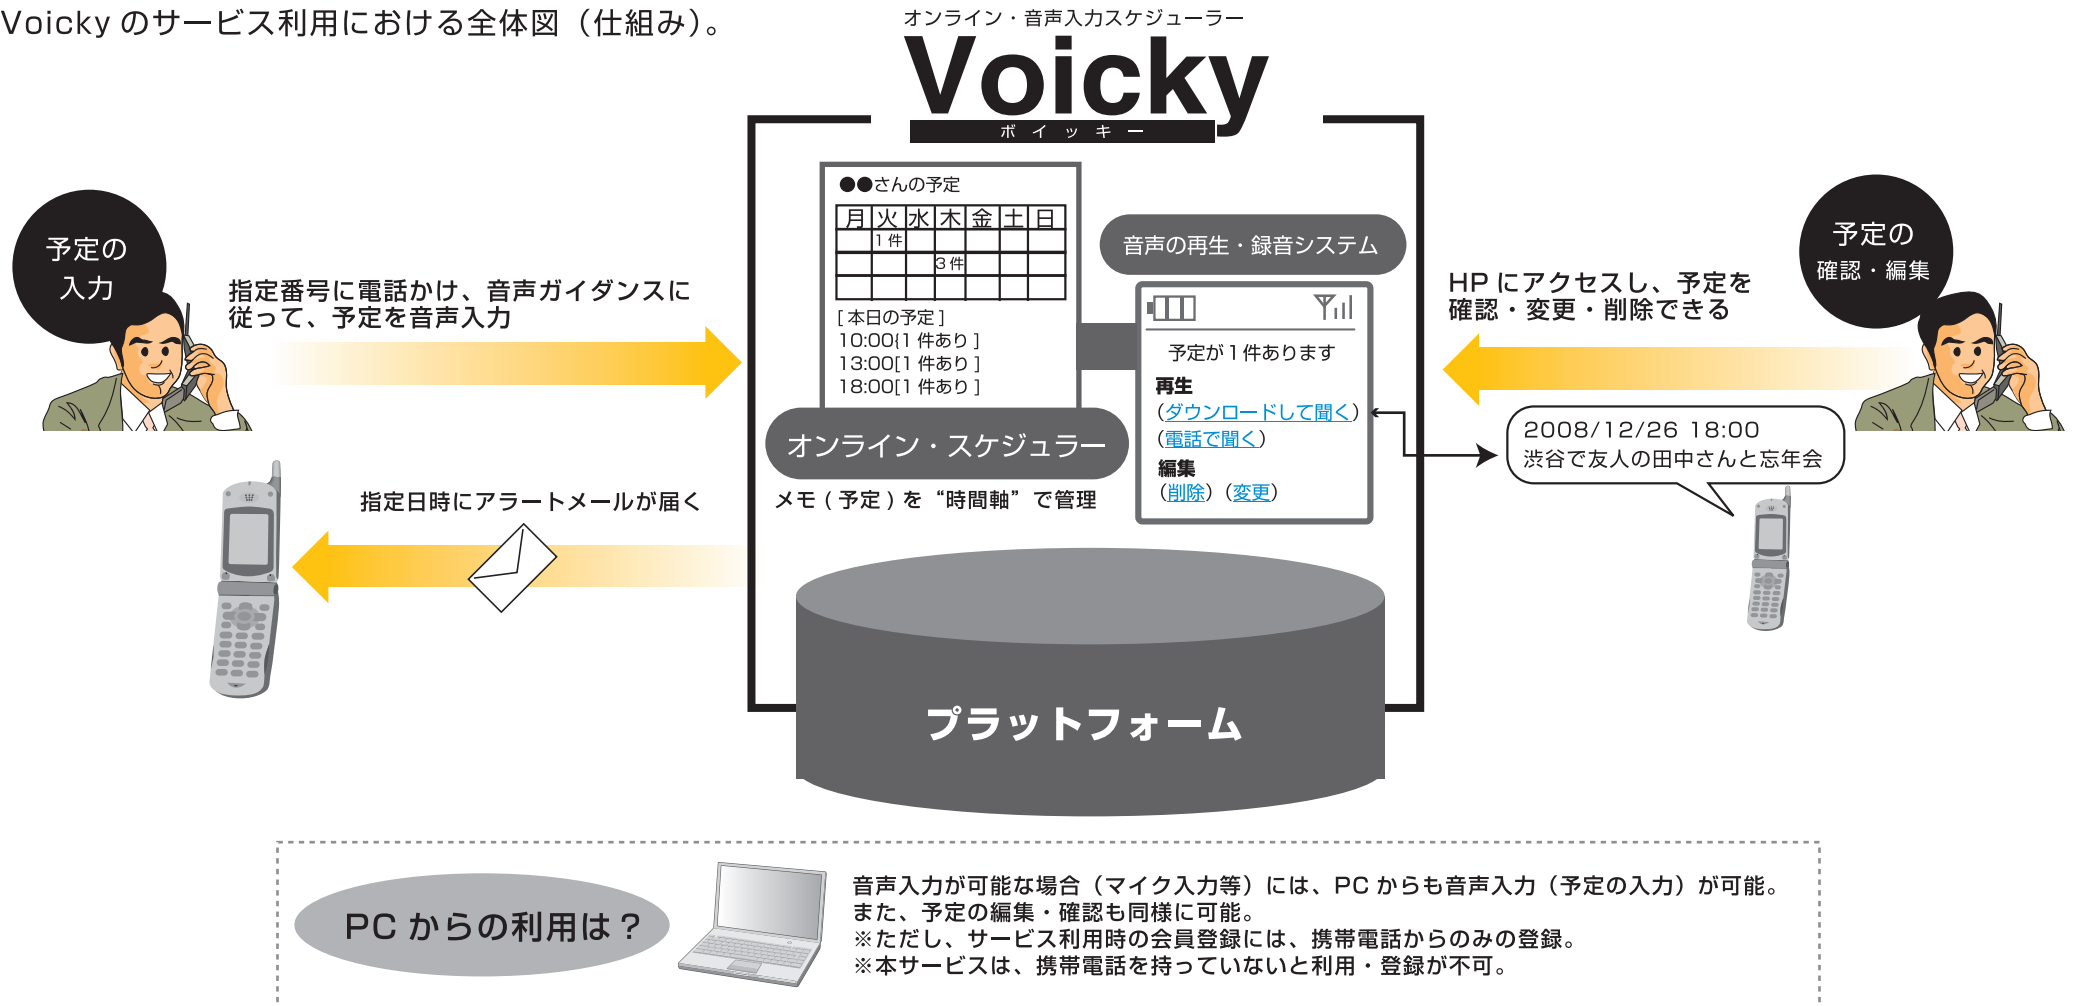 Voicky のサービス利用における全体図（仕組み）。
オンライン・音声入力スケジューラー
Voicky
ボイッキー
予定の
入力
指定番号に電話かけ、音声ガイダンスに
従って、予定を音声入力
指定日時にアラートメールが届く
●●さんの予定
月 火 水 木 金 土 日
1 件
3 件
[ 本日の予定 ]
10:00{1 件あり ]
13:00[1 件あり ]
18:00[1 件あり ]
オンライン・スケジュラー
メモ ( 予定 ) を “時間軸” で管理
音声の再生・録音システム
予定が 1 件あります
再生
（ダウンロードして聞く）
（電話で聞く）
編集
（削除）（変更）
予定の
確認・編集
HP にアクセスし、予定を
確認・変更・削除できる
2008/12/26 18:00
渋谷で友人の田中さんと忘年会
プラットフォーム
PC からの利用は？
音声入力が可能な場合（マイク入力等）には、PC からも音声入力（予定の入力）が可能。
また、予定の編集・確認も同様に可能。
※ただし、サービス利用時の会員登録には、携帯電話からのみの登録。
※本サービスは、携帯電話を持っていないと利用・登録が不可。